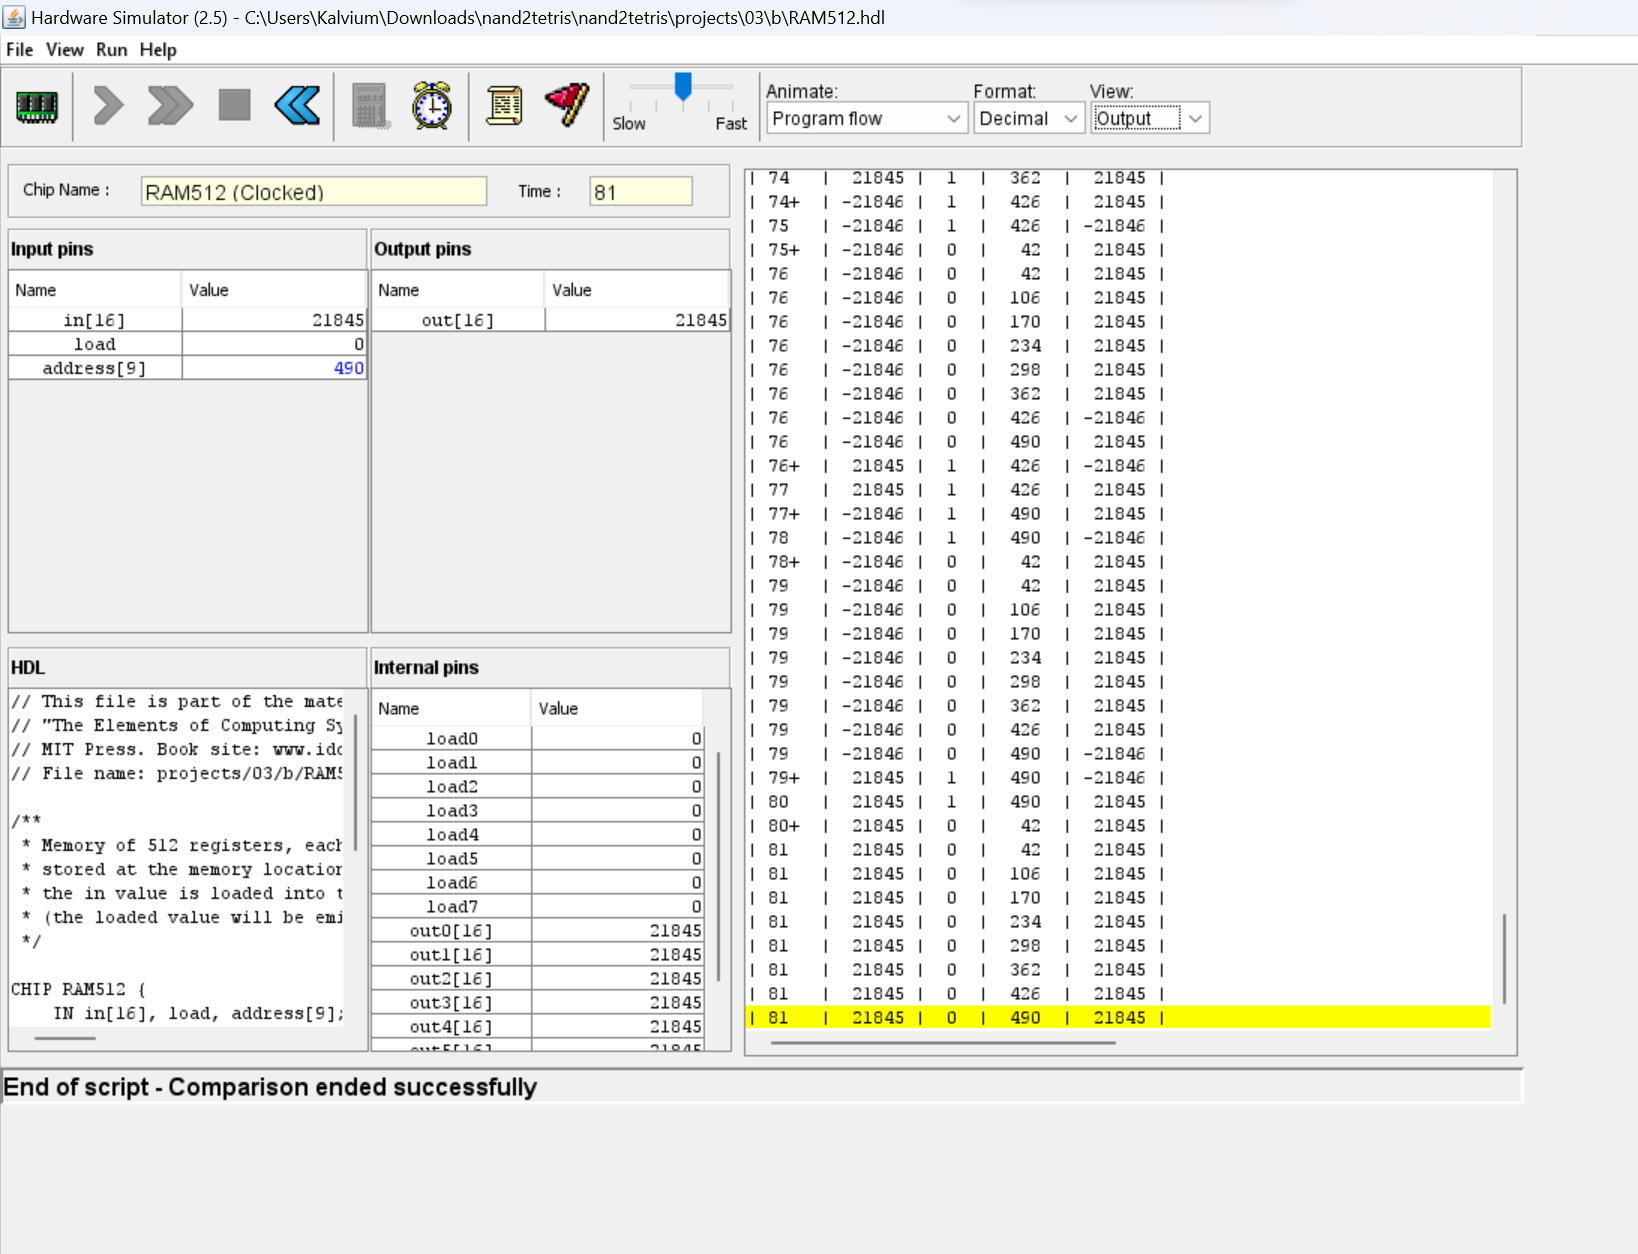 Hardware Simulator (2.5) - C:\Users\Kalvium\Downloads\nand2tetris\nand2tetris\projects\03\b\RAM512.hdl
File View Run Help
Slow Fast
Animate: Format: View:
Program flow Decimal Output
Chip Name : RAM512 (Clocked) Time : 81
Input pins
Name Value
in[16] 21845
load 0
address[9] 490
Output pins
Name Value
out[16] 21845
HDL
// This file is part of the mate
// "The Elements of Computing Sy
// MIT Press. Book site: www.idc
// File name: projects/03/b/RAM5
/**
* Memory of 512 registers, each
* stored at the memory location
* the in value is loaded into t
* (the loaded value will be emi
*/
CHIP RAM512 {
IN in[16], load, address[9];
Internal pins
Name Value
load0 0
load1 0
load2 0
load3 0
load4 0
load5 0
load6 0
load7 0
out0[16] 21845
out1[16] 21845
out2[16] 21845
out3[16] 21845
out4[16] 21845
out5[16] 21845
| 74 | 21845 | 1 | 362 | 21845 |
| 74+ | -21846 | 1 | 426 | 21845 |
| 75 | -21846 | 1 | 426 | -21846 |
| 75+ | -21846 | 0 | 42 | 21845 |
| 76 | -21846 | 0 | 42 | 21845 |
| 76 | -21846 | 0 | 106 | 21845 |
| 76 | -21846 | 0 | 170 | 21845 |
| 76 | -21846 | 0 | 234 | 21845 |
| 76 | -21846 | 0 | 298 | 21845 |
| 76 | -21846 | 0 | 362 | 21845 |
| 76 | -21846 | 0 | 426 | -21846 |
| 76 | -21846 | 0 | 490 | 21845 |
| 76+ | 21845 | 1 | 426 | -21846 |
| 77 | 21845 | 1 | 426 | 21845 |
| 77+ | -21846 | 1 | 490 | 21845 |
| 78 | -21846 | 1 | 490 | -21846 |
| 78+ | -21846 | 0 | 42 | 21845 |
| 79 | -21846 | 0 | 42 | 21845 |
| 79 | -21846 | 0 | 106 | 21845 |
| 79 | -21846 | 0 | 170 | 21845 |
| 79 | -21846 | 0 | 234 | 21845 |
| 79 | -21846 | 0 | 298 | 21845 |
| 79 | -21846 | 0 | 362 | 21845 |
| 79 | -21846 | 0 | 426 | 21845 |
| 79 | -21846 | 0 | 490 | -21846 |
| 79+ | 21845 | 1 | 490 | -21846 |
| 80 | 21845 | 1 | 490 | 21845 |
| 80+ | 21845 | 0 | 42 | 21845 |
| 81 | 21845 | 0 | 42 | 21845 |
| 81 | 21845 | 0 | 106 | 21845 |
| 81 | 21845 | 0 | 170 | 21845 |
| 81 | 21845 | 0 | 234 | 21845 |
| 81 | 21845 | 0 | 298 | 21845 |
| 81 | 21845 | 0 | 362 | 21845 |
| 81 | 21845 | 0 | 426 | 21845 |
| 81 | 21845 | 0 | 490 | 21845 |
End of script - Comparison ended successfully